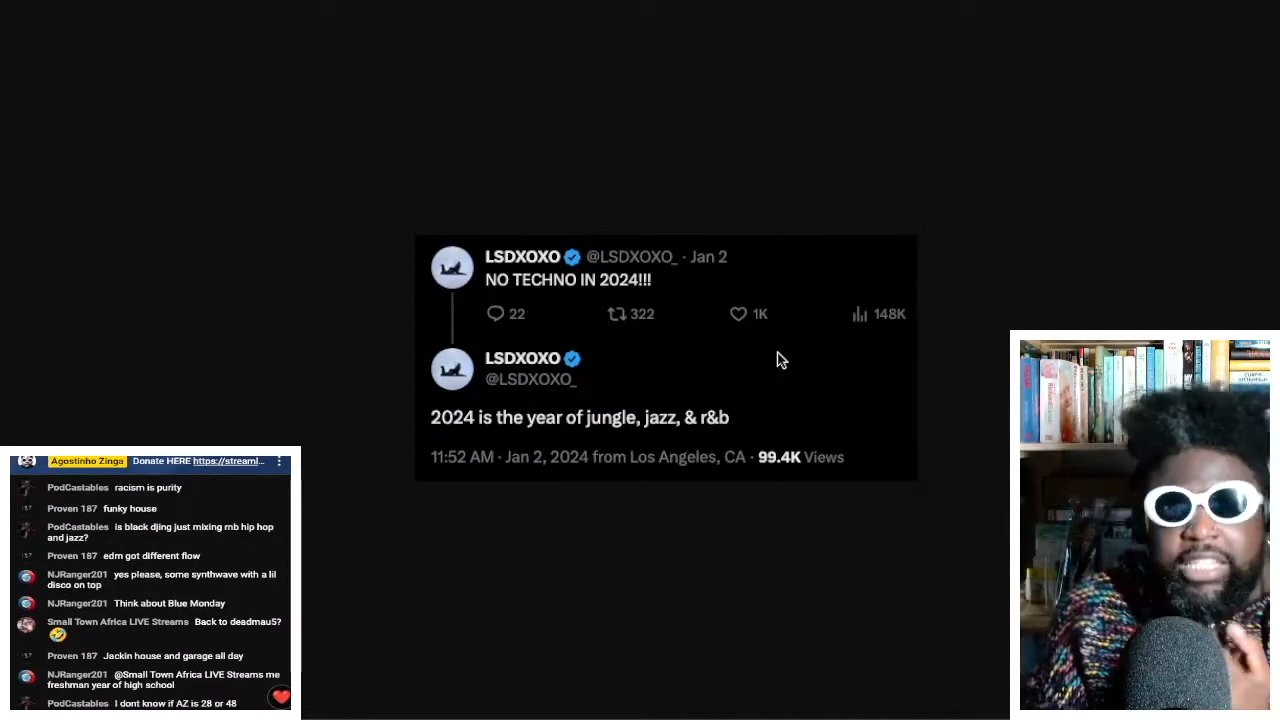 LSDXOXO @LSDXOXO_ · Jan 2
NO TECHNO IN 2024!!!
22 322 1K 148K
LSDXOXO
@LSDXOXO_
2024 is the year of jungle, jazz, & r&b
11:52 AM · Jan 2, 2024 from Los Angeles, CA · 99.4K Views
Agostinho Zinga Donate HERE https://streaml...
PodCastables racism is purity
Proven 187 funky house
PodCastables is black djing just mixing rnb hip hop
and jazz?
Proven 187 edm got different flow
NJRanger201 yes please, some synthwave with a lil
disco on top
NJRanger201 Think about Blue Monday
Small Town Africa LIVE Streams Back to deadmau5?
🤣
Proven 187 Jackin house and garage all day
NJRanger201 @Small Town Africa LIVE Streams me
freshman year of high school
PodCastables I dont know if AZ is 28 or 48